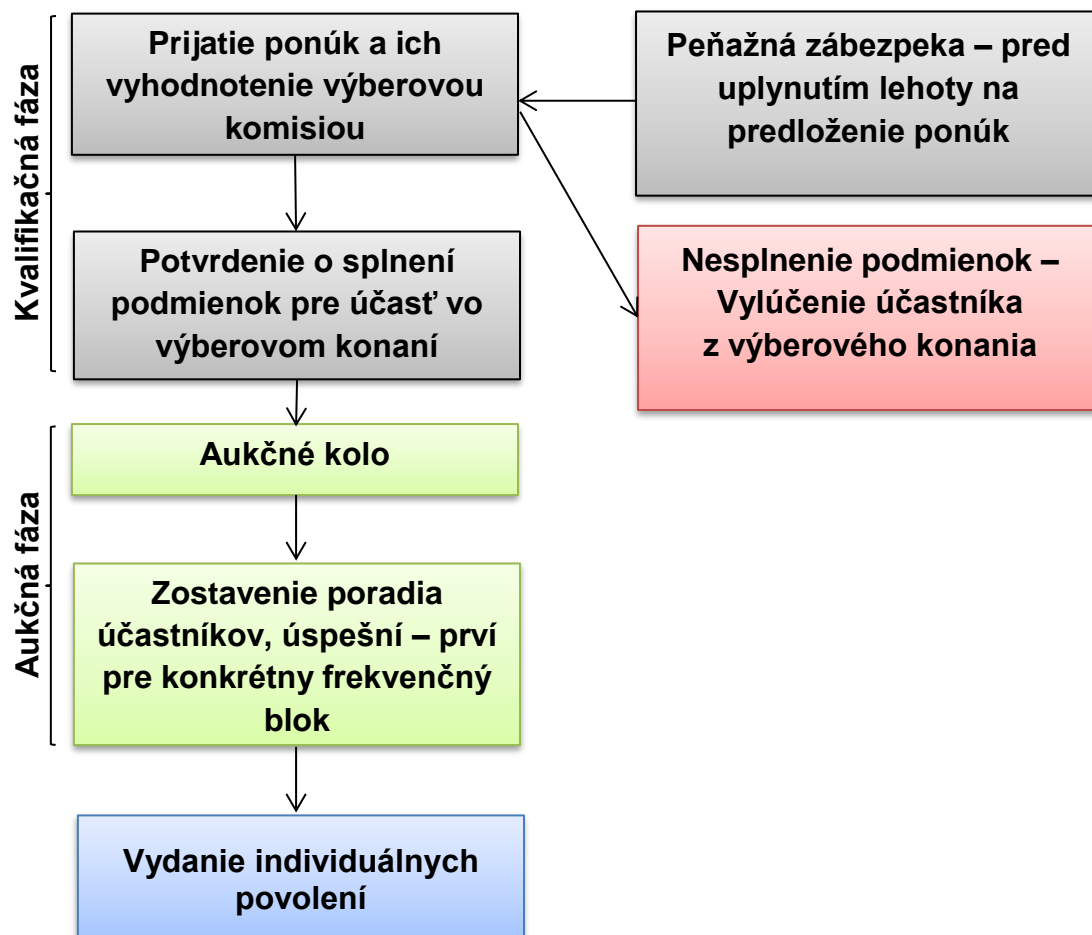 Kvalifikačná fáza
Prijatie ponúk a ich
vyhodnotenie výberovou
komisiou
Peňažná zábezpeka – pred
uplynutím lehoty na
predloženie ponúk
Potvrdenie o splnení
podmienok pre účasť vo
výberovom konaní
Nesplnenie podmienok –
Vylúčenie účastníka
z výberového konania
Aukčná fáza
Aukčné kolo
Zostavenie poradia
účastníkov, úspešní – prví
pre konkrétny frekvenčný
blok
Vydanie individuálnych
povolení